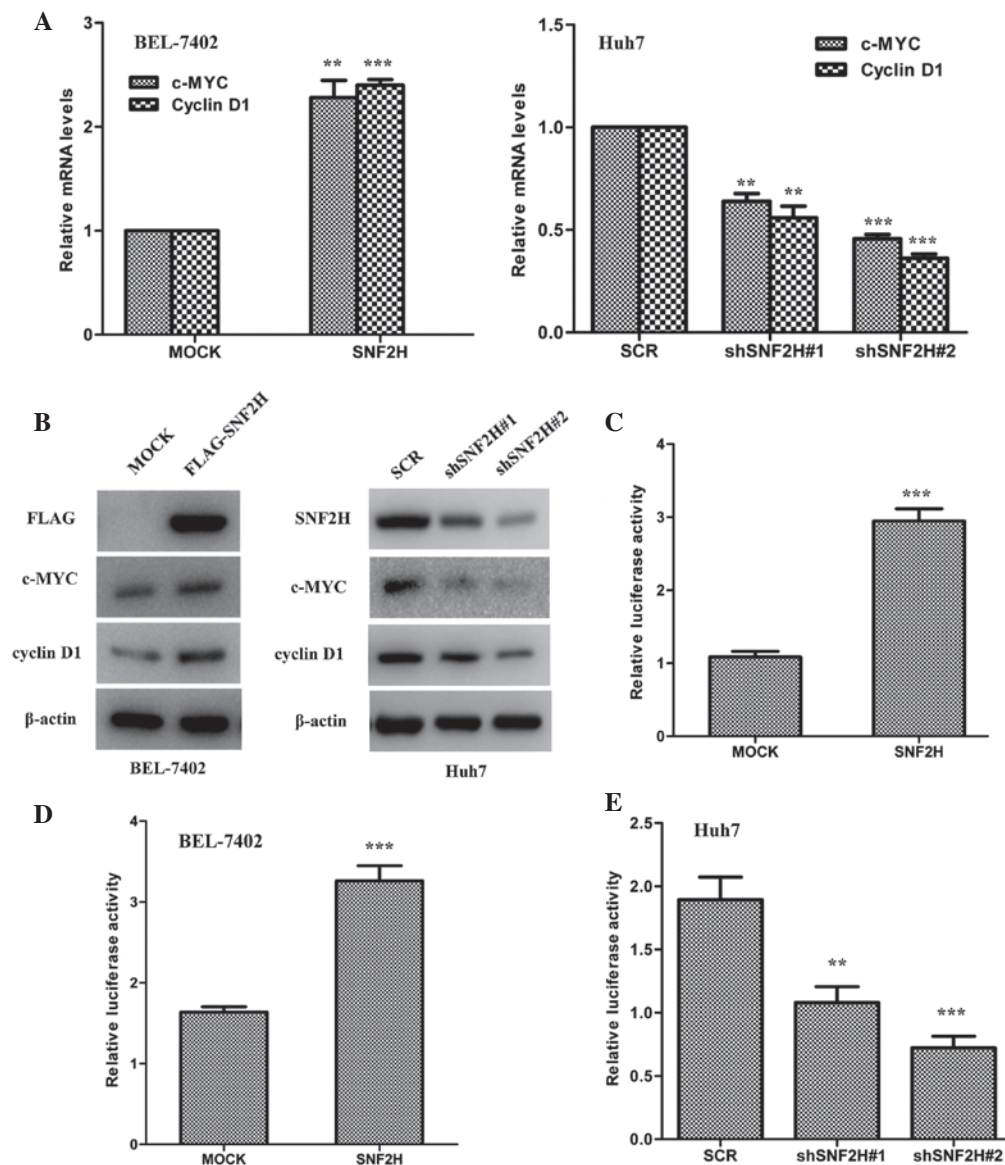 A
BEL-7402
c-MYC
Cyclin D1
Relative mRNA levels
3
2
1
0
** ***
MOCK SNF2H
Huh7
c-MYC
Cyclin D1
Relative mRNA levels
1.0
0.5
0.0
** **
*** ***
SCR shSNF2H#1 shSNF2H#2
B
MOCK FLAG-SNF2H
FLAG
c-MYC
cyclin D1
β-actin
BEL-7402
SCR shSNF2H#1 shSNF2H#2
SNF2H
c-MYC
cyclin D1
β-actin
Huh7
C
Relative luciferase activity
4
3
2
1
0
***
MOCK SNF2H
D
BEL-7402
Relative luciferase activity
4
3
2
1
0
***
MOCK SNF2H
E
Huh7
Relative luciferase activity
2.5
2.0
1.5
1.0
0.5
0.0
**
***
SCR shSNF2H#1 shSNF2H#2